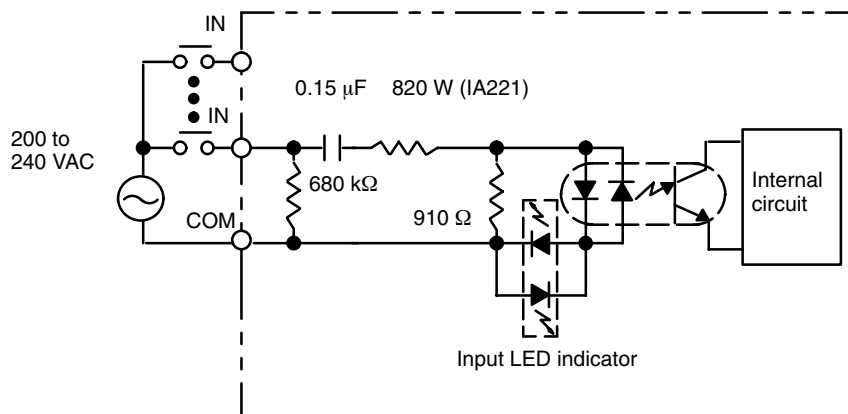 IN
0.15 μF 820 W (IA221)
IN
200 to
240 VAC
680 kΩ
Internal
circuit
COM
910 Ω
Input LED indicator